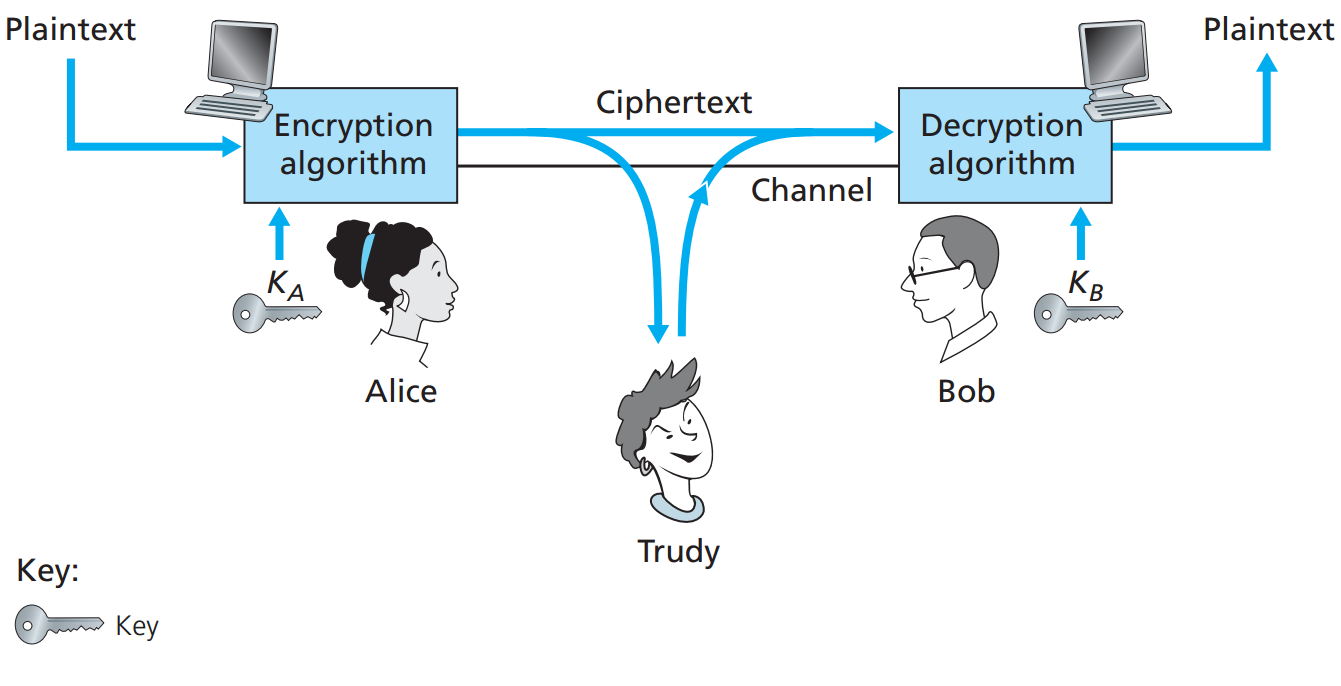 Plaintext
Plaintext
Ciphertext
Encryption
algorithm
Decryption
algorithm
Channel
K_A
K_B
Alice
Bob
Trudy
Key:
Key